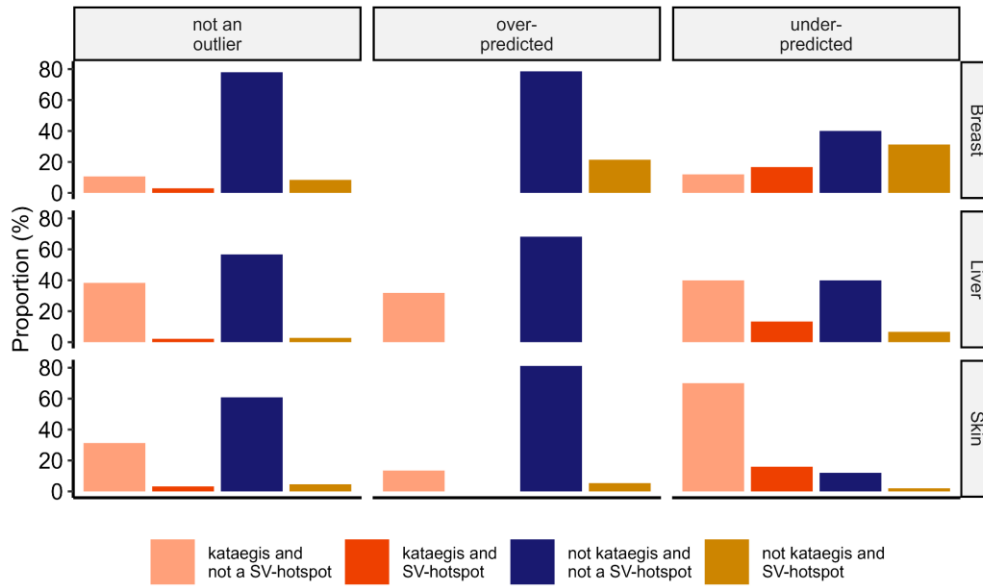 not an
outlier
over-
predicted
under-
predicted
Proportion (%)
80
60
40
20
0
Breast
80
60
40
20
0
Liver
80
60
40
20
0
Skin
kataegis and
not a SV-hotspot
kataegis and
SV-hotspot
not kataegis and
not a SV-hotspot
not kataegis and
SV-hotspot